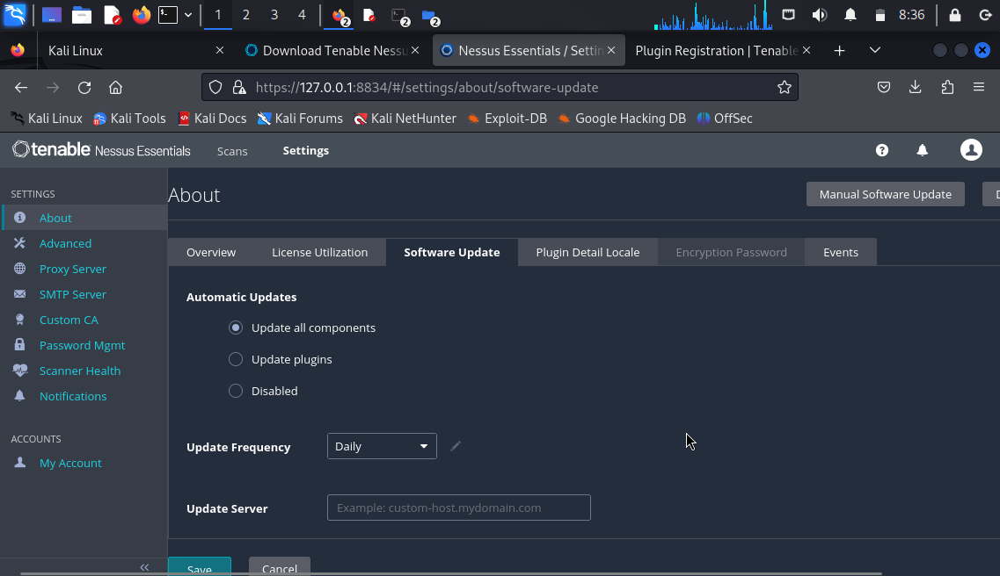 1 2 3 4 2 2 2 8:36
Kali Linux Download Tenable Nessu Nessus Essentials / Settin Plugin Registration | Tenable
https://127.0.0.1:8834/#/settings/about/software-update
Kali Linux Kali Tools Kali Docs Kali Forums Kali NetHunter Exploit-DB Google Hacking DB OffSec
tenable Nessus Essentials Scans Settings
SETTINGS
About
Advanced
Proxy Server
SMTP Server
Custom CA
Password Mgmt
Scanner Health
Notifications
ACCOUNTS
My Account
About Manual Software Update
Overview License Utilization Software Update Plugin Detail Locale Encryption Password Events
Automatic Updates
Update all components
Update plugins
Disabled
Update Frequency Daily
Update Server Example: custom-host.mydomain.com
Save Cancel